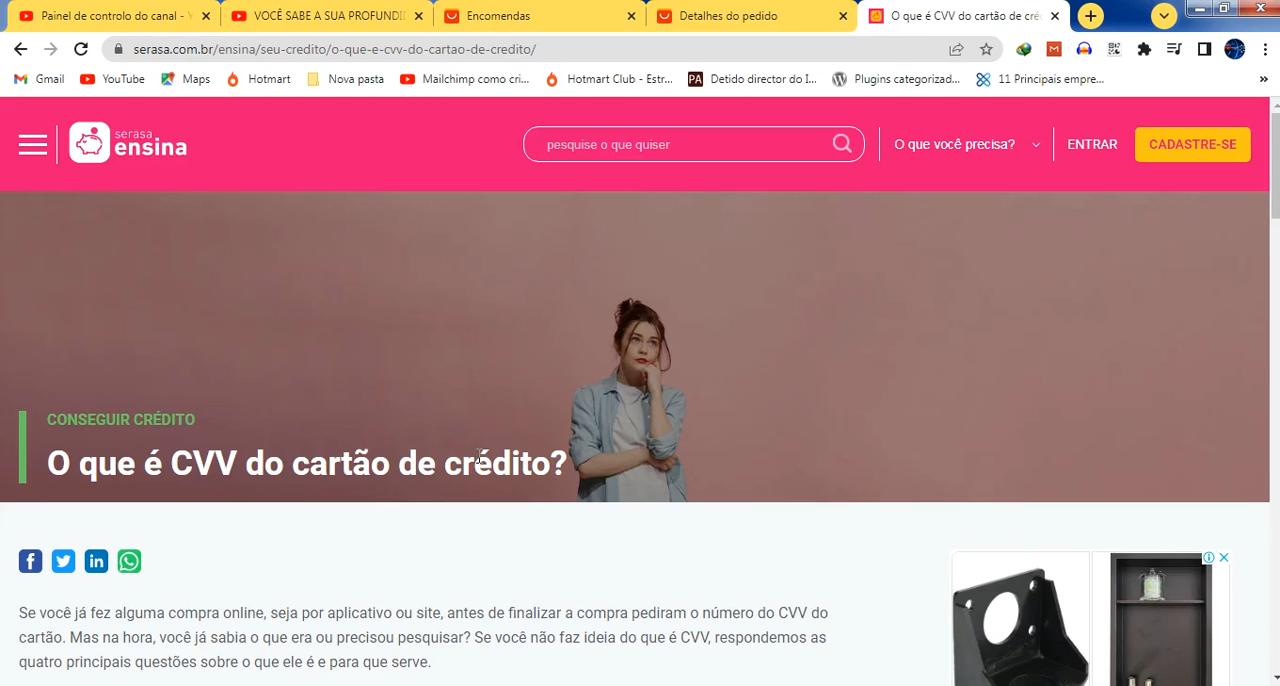 Painel de controlo do canal - Y
VOCÊ SABE A SUA PROFUNDI
Encomendas
Detalhes do pedido
O que é CVV do cartão de cré
serasa.com.br/ensina/seu-credito/o-que-e-cvv-do-cartao-de-credito/
Gmail
YouTube
Maps
Hotmart
Nova pasta
Mailchimp como cri...
Hotmart Club - Estr...
PA
Detido director do I...
Plugins categorizad...
11 Principais empre...
serasa
ensina
pesquise o que quiser
O que você precisa?
ENTRAR
CADASTRE-SE
CONSEGUIR CRÉDITO
O que é CVV do cartão de crédito?
Se você já fez alguma compra online, seja por aplicativo ou site, antes de finalizar a compra pediram o número do CVV do
cartão. Mas na hora, você já sabia o que era ou precisou pesquisar? Se você não faz ideia do que é CVV, respondemos as
quatro principais questões sobre o que ele é e para que serve.